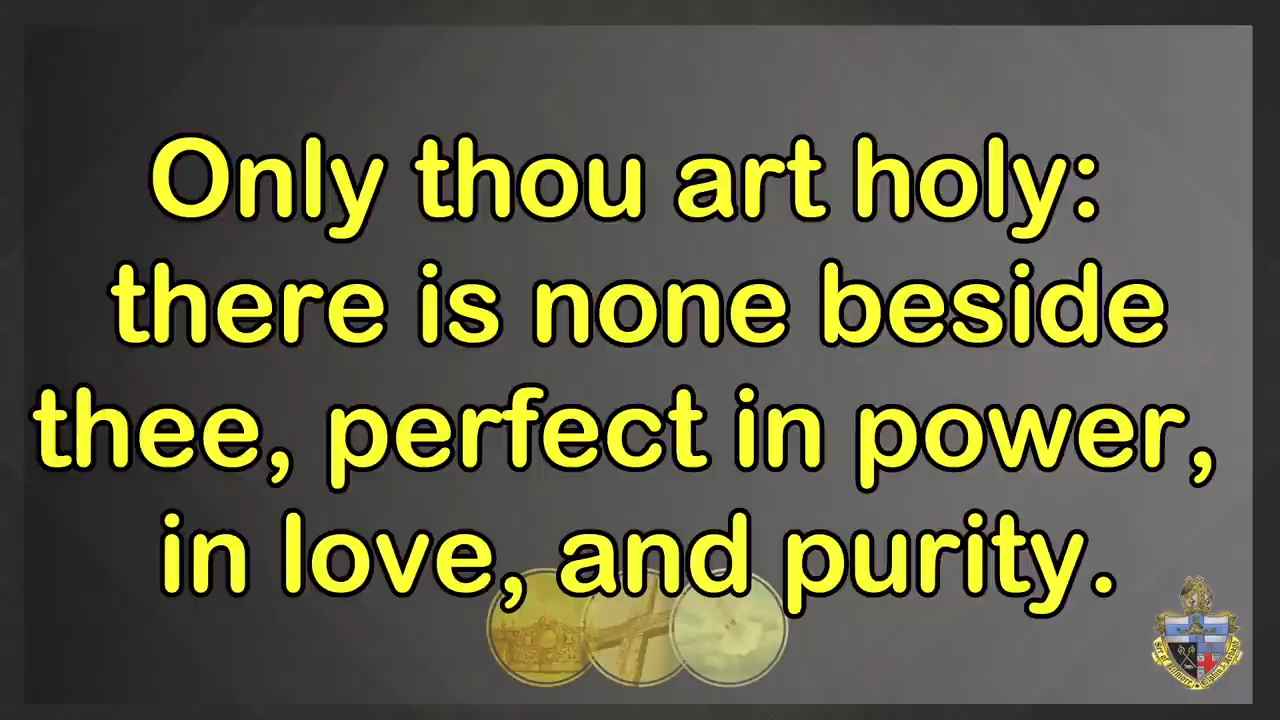 Only thou art holy:
there is none beside
thee, perfect in power,
in love, and purity.